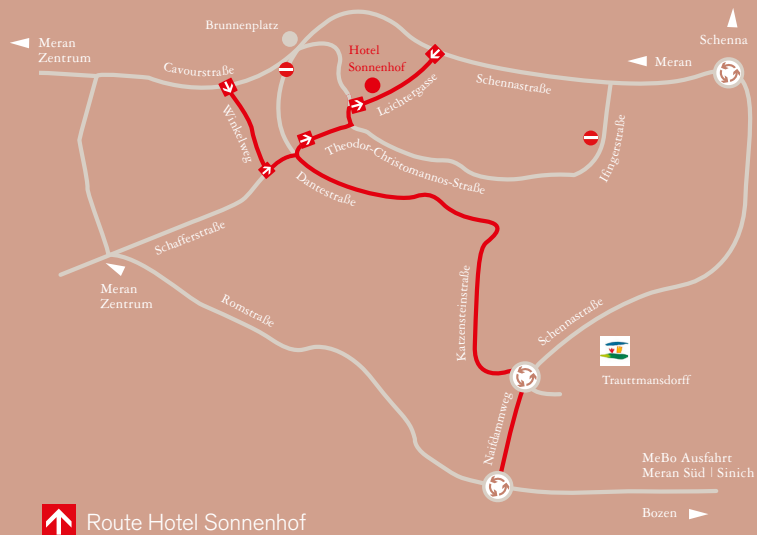 Brunnenplatz
Schenna
Meran
Zentrum
Hotel
Sonnenhof
Meran
Cavourstraße
Schennastraße
Leichtergasse
Winkelweg
Theodor-Christomannos-Straße
Ifingerstraße
Dantestraße
Schafferstraße
Meran
Zentrum
Romstraße
Katzensteinstraße
Schennastraße
Trauttmansdorff
Naifdammweg
MeBo Ausfahrt
Meran Süd | Sinich
Bozen
Route Hotel Sonnenhof